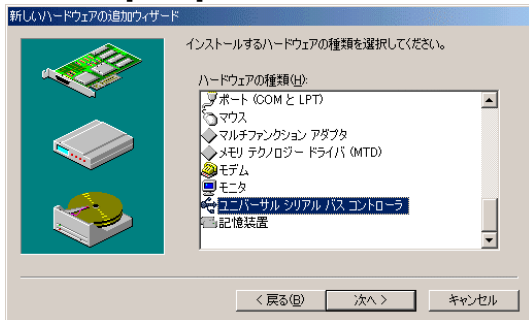 新しいハードウェアの追加ウィザード
インストールするハードウェアの種類を選択してください。
ハードウェアの種類(H):
ポート (COM と LPT)
マウス
マルチファンクション アダプタ
メモリ テクノロジー ドライバ (MTD)
モデム
モニタ
ユニバーサル シリアル バス コントローラ
記憶装置
< 戻る(B)
次へ >
キャンセル